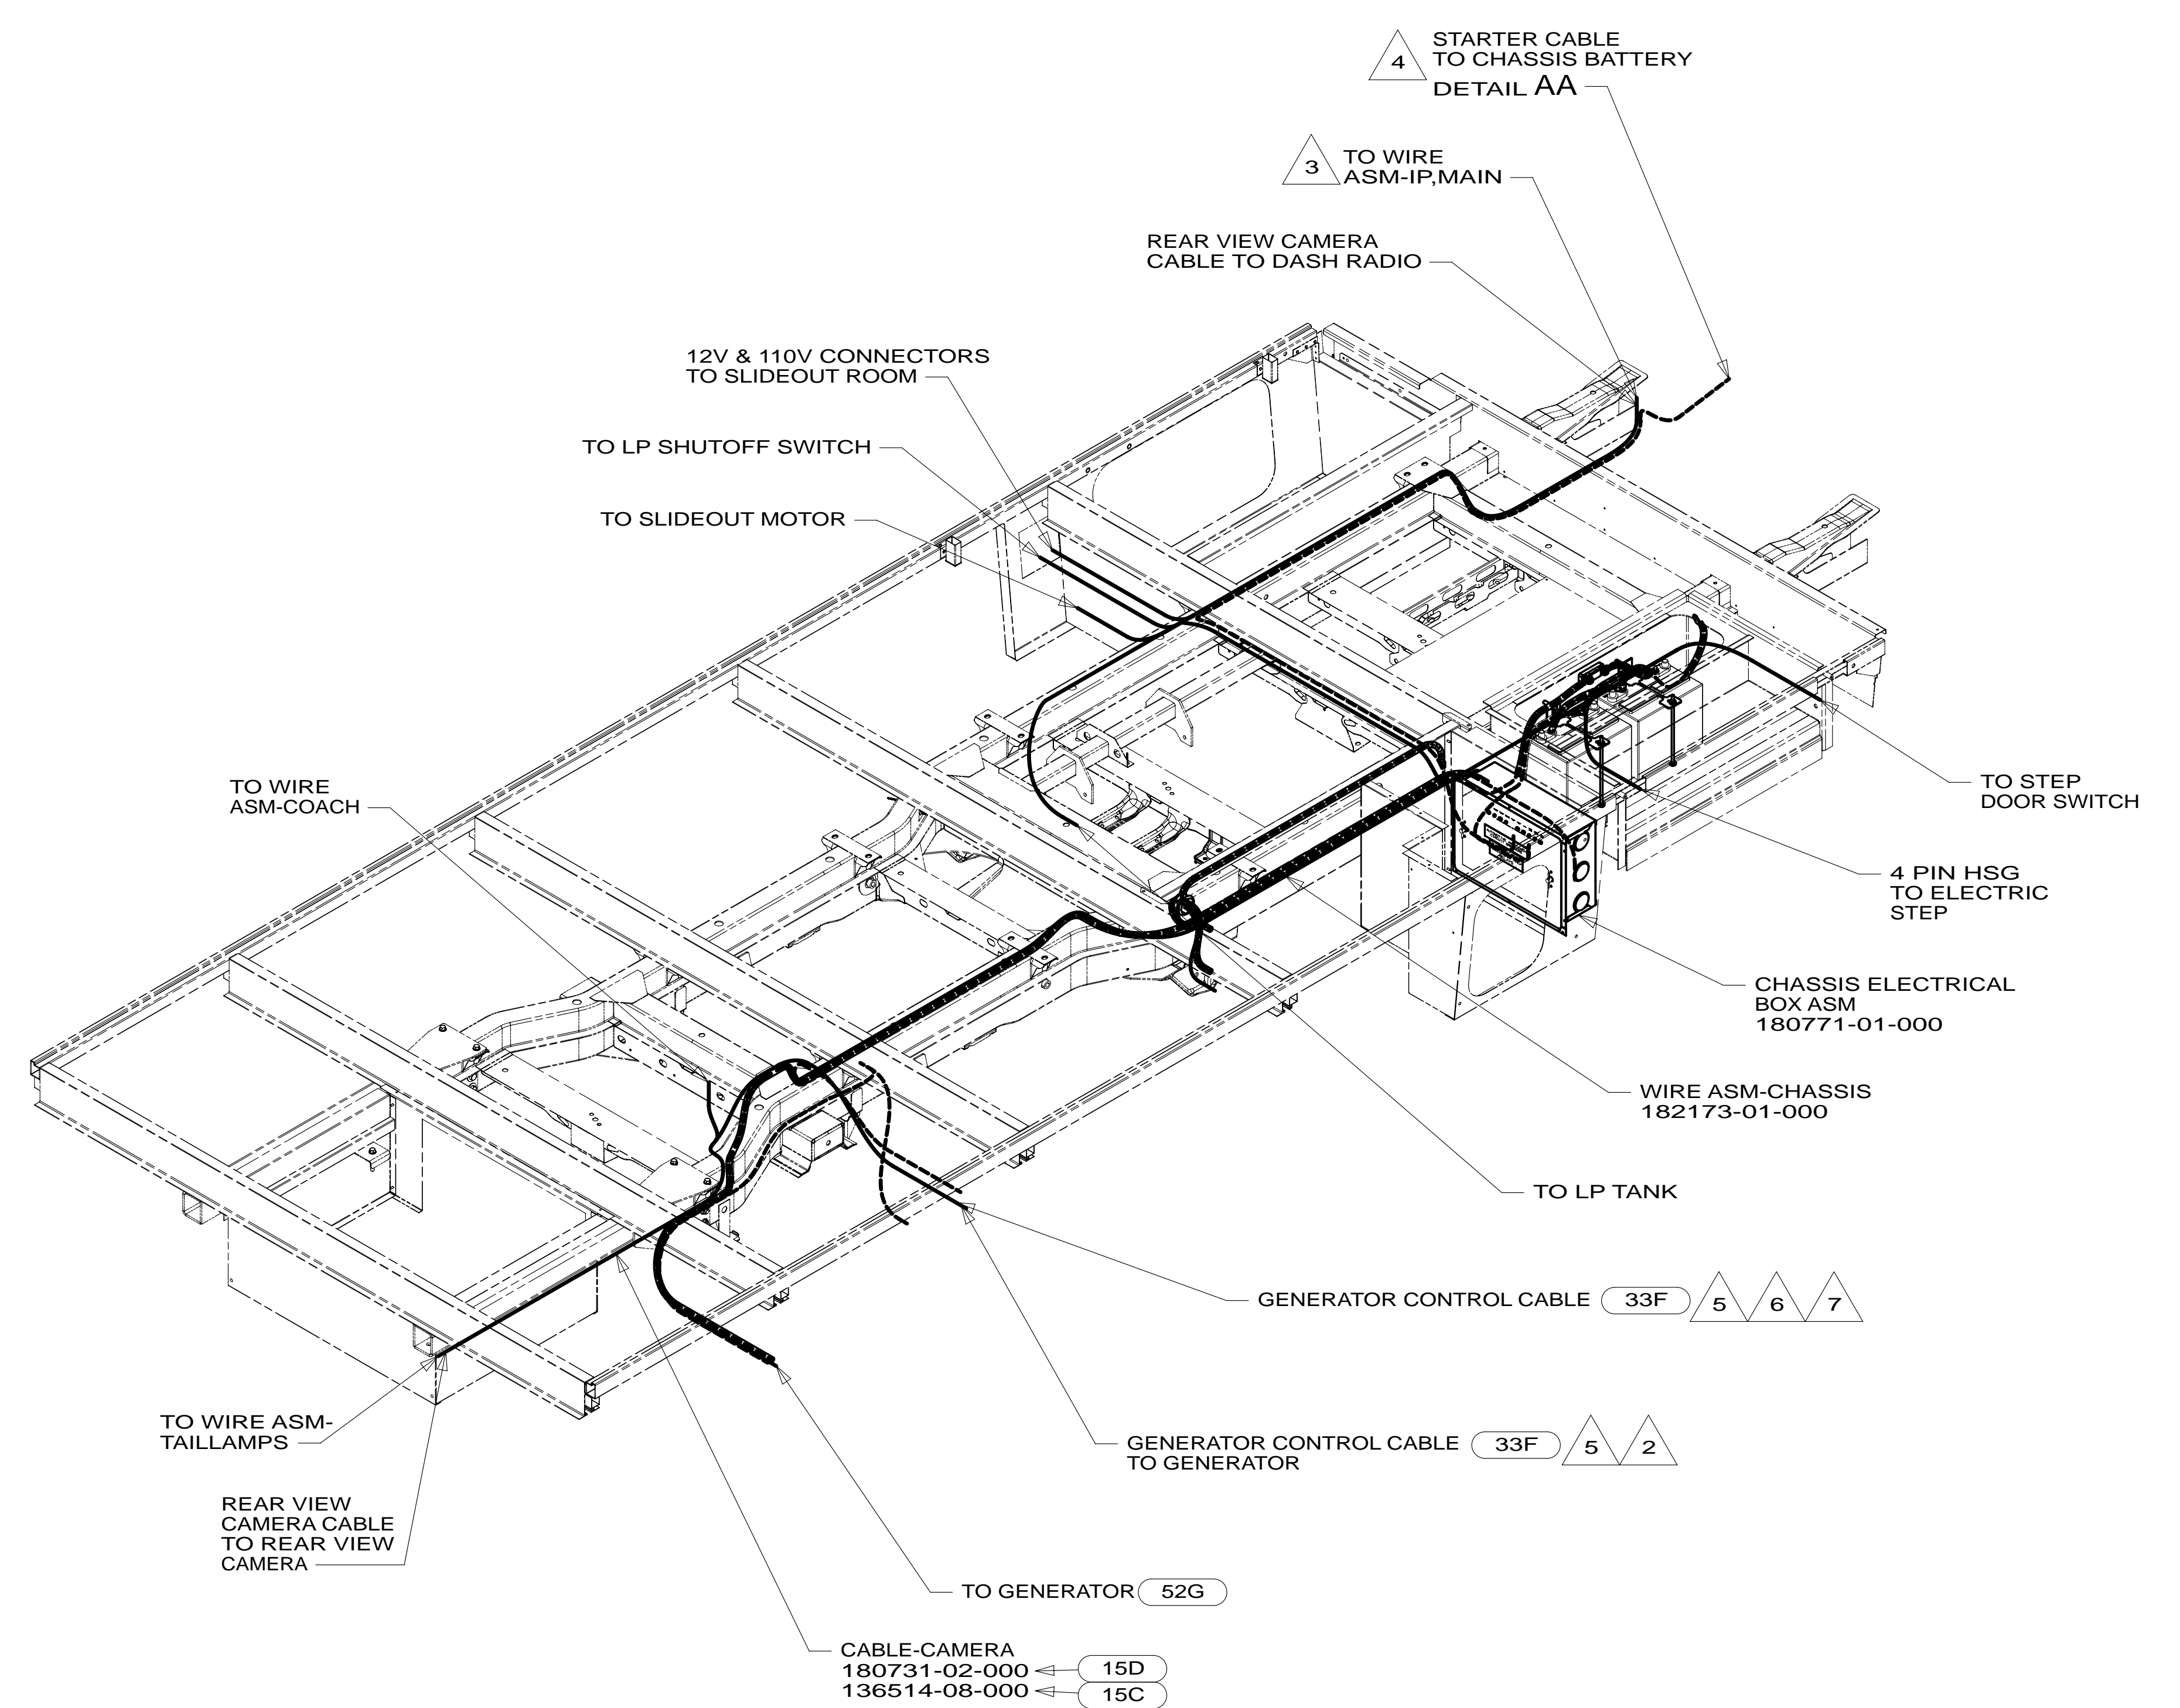 4
STARTER CABLE
TO CHASSIS BATTERY
DETAIL AA
3
TO WIRE
ASM-IP,MAIN
REAR VIEW CAMERA
CABLE TO DASH RADIO
12V & 110V CONNECTORS
TO SLIDEOUT ROOM
TO LP SHUTOFF SWITCH
TO SLIDEOUT MOTOR
TO WIRE
ASM-COACH
TO STEP
DOOR SWITCH
4 PIN HSG
TO ELECTRIC
STEP
CHASSIS ELECTRICAL
BOX ASM
180771-01-000
WIRE ASM-CHASSIS
182173-01-000
TO LP TANK
GENERATOR CONTROL CABLE 33F 5 6 7
GENERATOR CONTROL CABLE 33F 5 2
TO GENERATOR
TO WIRE ASM-
TAILLAMPS
REAR VIEW
CAMERA CABLE
TO REAR VIEW
CAMERA
TO GENERATOR 52G
CABLE-CAMERA
180731-02-000 15D
136514-08-000 15C